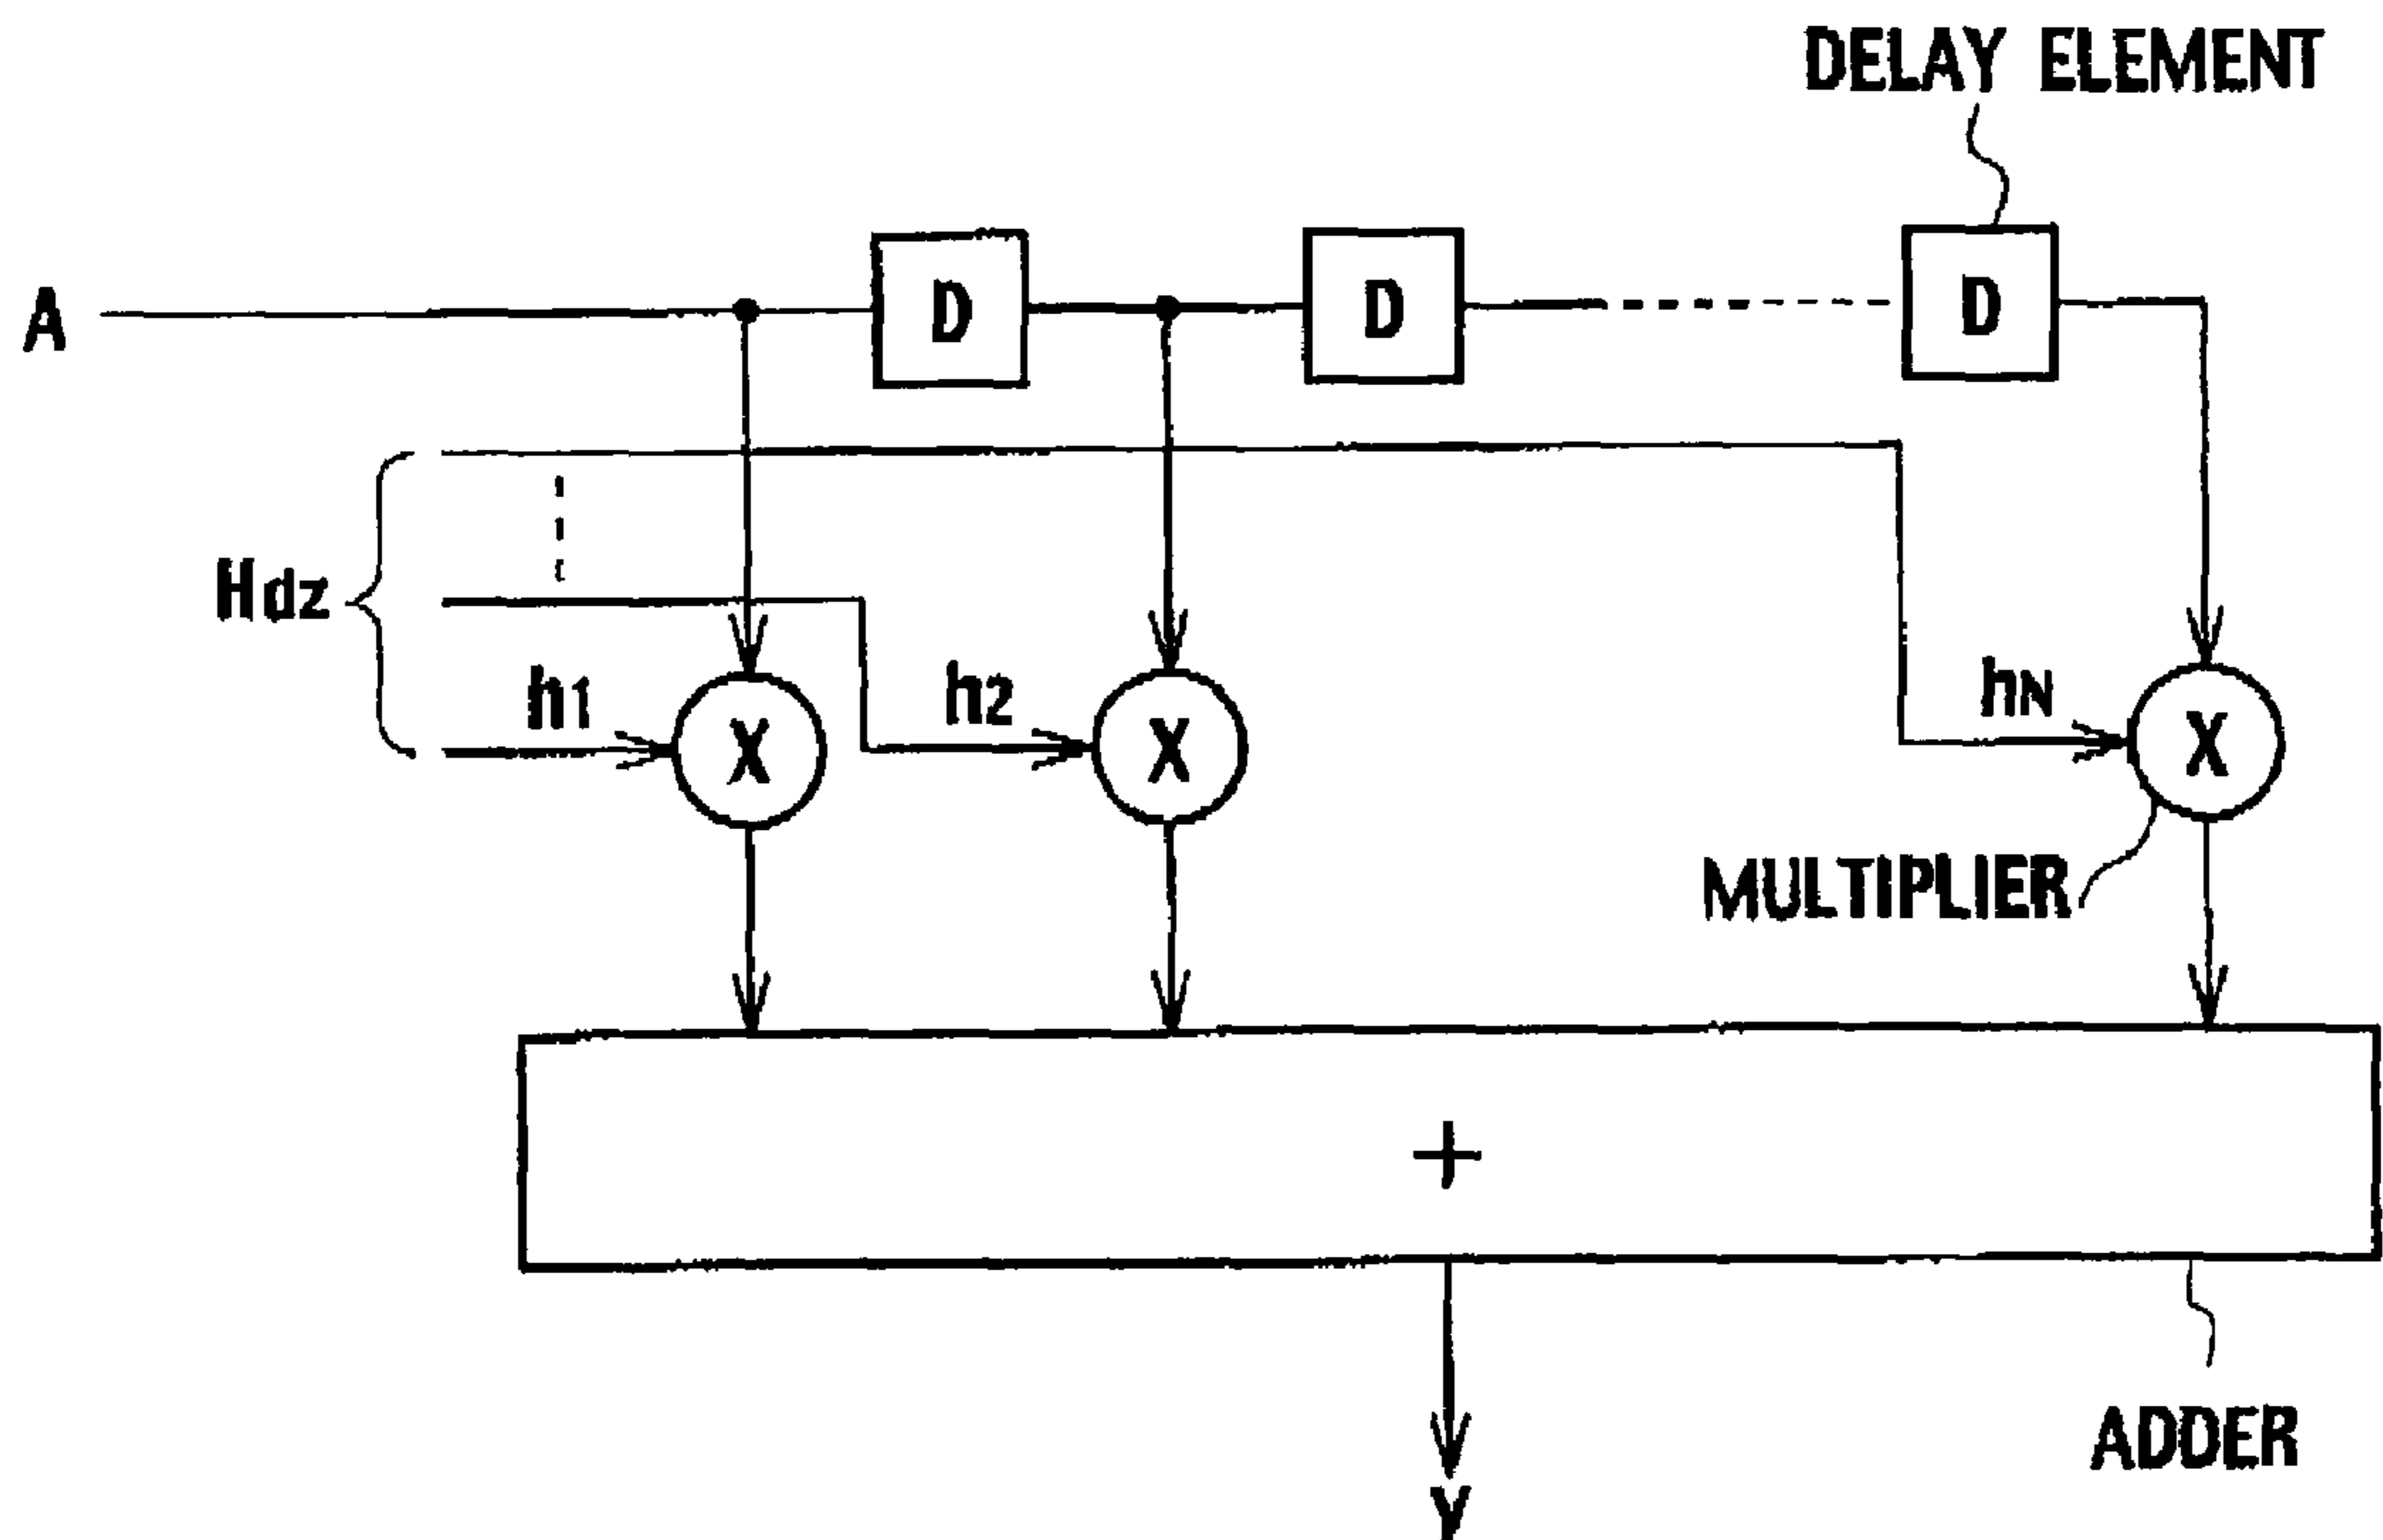 DELAY ELEMENT
A
D
D
D
Hdz
h1
h2
hN
X
X
X
MULTIPLIER
+
ADDER
Y